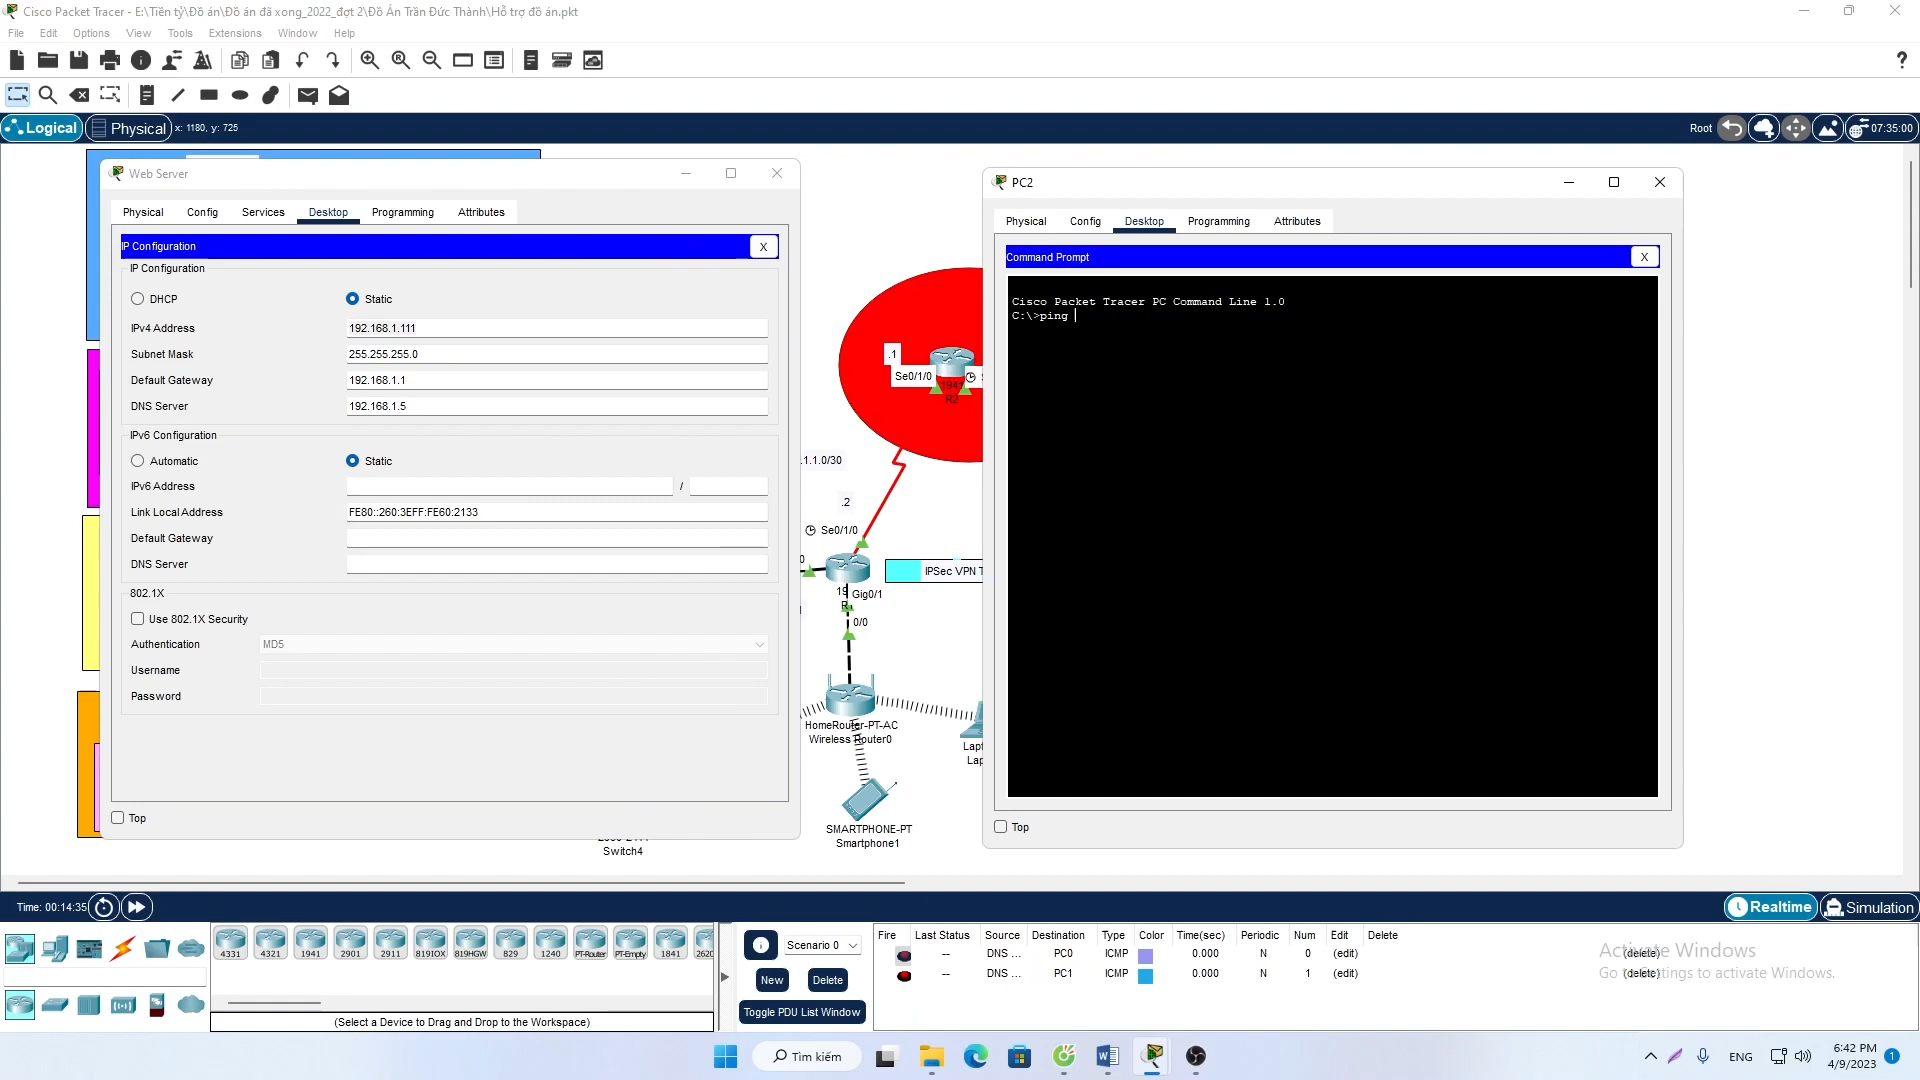 Cisco Packet Tracer - E:\Tiền tỷ\Đồ án\Đồ án đã xong_2022_đợt 2\Đồ Án Trần Đức Thành\Hỗ trợ đồ án.pkt
File Edit Options View Tools Extensions Window Help
Logical Physical x: 1180, y: 725
Root 07:35:00
Web Server
Physical Config Services Desktop Programming Attributes
IP Configuration X
IP Configuration
DHCP Static
IPv4 Address 192.168.1.111
Subnet Mask 255.255.255.0
Default Gateway 192.168.1.1
DNS Server 192.168.1.5
IPv6 Configuration
Automatic Static
IPv6 Address /
Link Local Address FE80::260:3EFF:FE60:2133
Default Gateway
DNS Server
802.1X
Use 802.1X Security
Authentication MD5
Username
Password
Top
.1
Se0/1/0
1941
R2
.1.1.0/30
.2
Se0/1/0
IPSec VPN T
Gig0/1
0/0
HomeRouter-PT-AC
Wireless Router0
SMARTPHONE-PT
Smartphone1
Lapt
Lap
Switch4
PC2
Physical Config Desktop Programming Attributes
Command Prompt X
Cisco Packet Tracer PC Command Line 1.0
C:\>ping
Top
Time: 00:14:35
Realtime Simulation
4331 4321 1941 2901 2911 819IOX 819HGW 829 1240 PT-Router PT-Empty 1841 2620
(Select a Device to Drag and Drop to the Workspace)
Scenario 0
New Delete
Toggle PDU List Window
Fire Last Status Source Destination Type Color Time(sec) Periodic Num Edit Delete
-- DNS ... PC0 ICMP 0.000 N 0 (edit) (delete)
-- DNS ... PC1 ICMP 0.000 N 1 (edit) (delete)
Activate Windows
Go to Settings to activate Windows.
Tìm kiếm
ENG
6:42 PM
4/9/2023
1